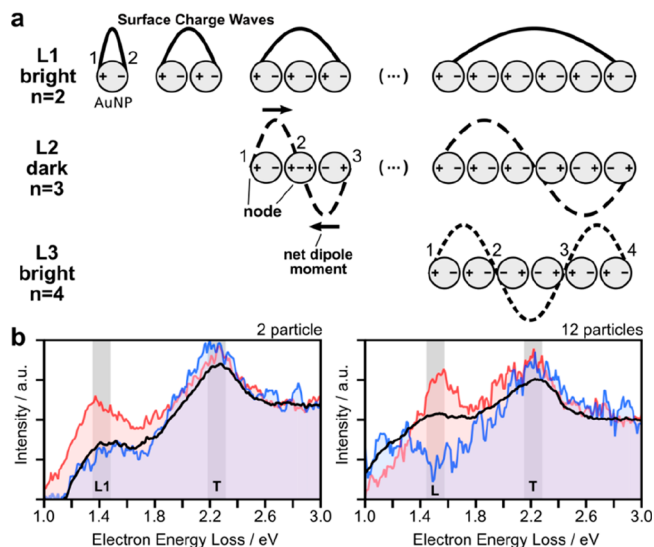 a
Surface Charge Waves
L1
bright
n=2
1 2
+ -
+ - + -
+ - + - + -
(···)
+ - + - + - + - + - + -
AuNP
L2
dark
n=3
1 2 3
+ - +-+ - +
(···)
+ - + - + - - + - + - +
node
net dipole
moment
L3
bright
n=4
1 2 3 4
+ - + - - + - + + - + -
b
2 particle
12 particles
Intensity / a.u.
Intensity / a.u.
L1 T
L T
1.0 1.4 1.8 2.2 2.6 3.0
1.0 1.4 1.8 2.2 2.6 3.0
Electron Energy Loss / eV
Electron Energy Loss / eV